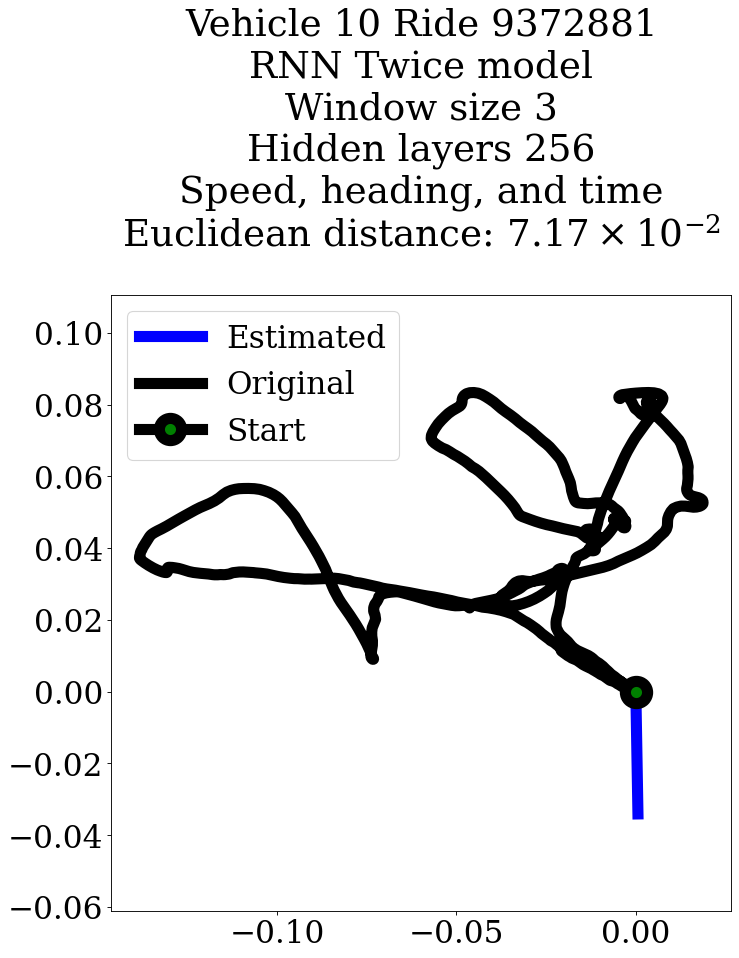 Vehicle 10 Ride 9372881
RNN Twice model
Window size 3
Hidden layers 256
Speed, heading, and time
Euclidean distance: 7.17 × 10⁻²
Estimated
Original
Start
0.10
0.08
0.06
0.04
0.02
0.00
−0.02
−0.04
−0.06
−0.10
−0.05
0.00